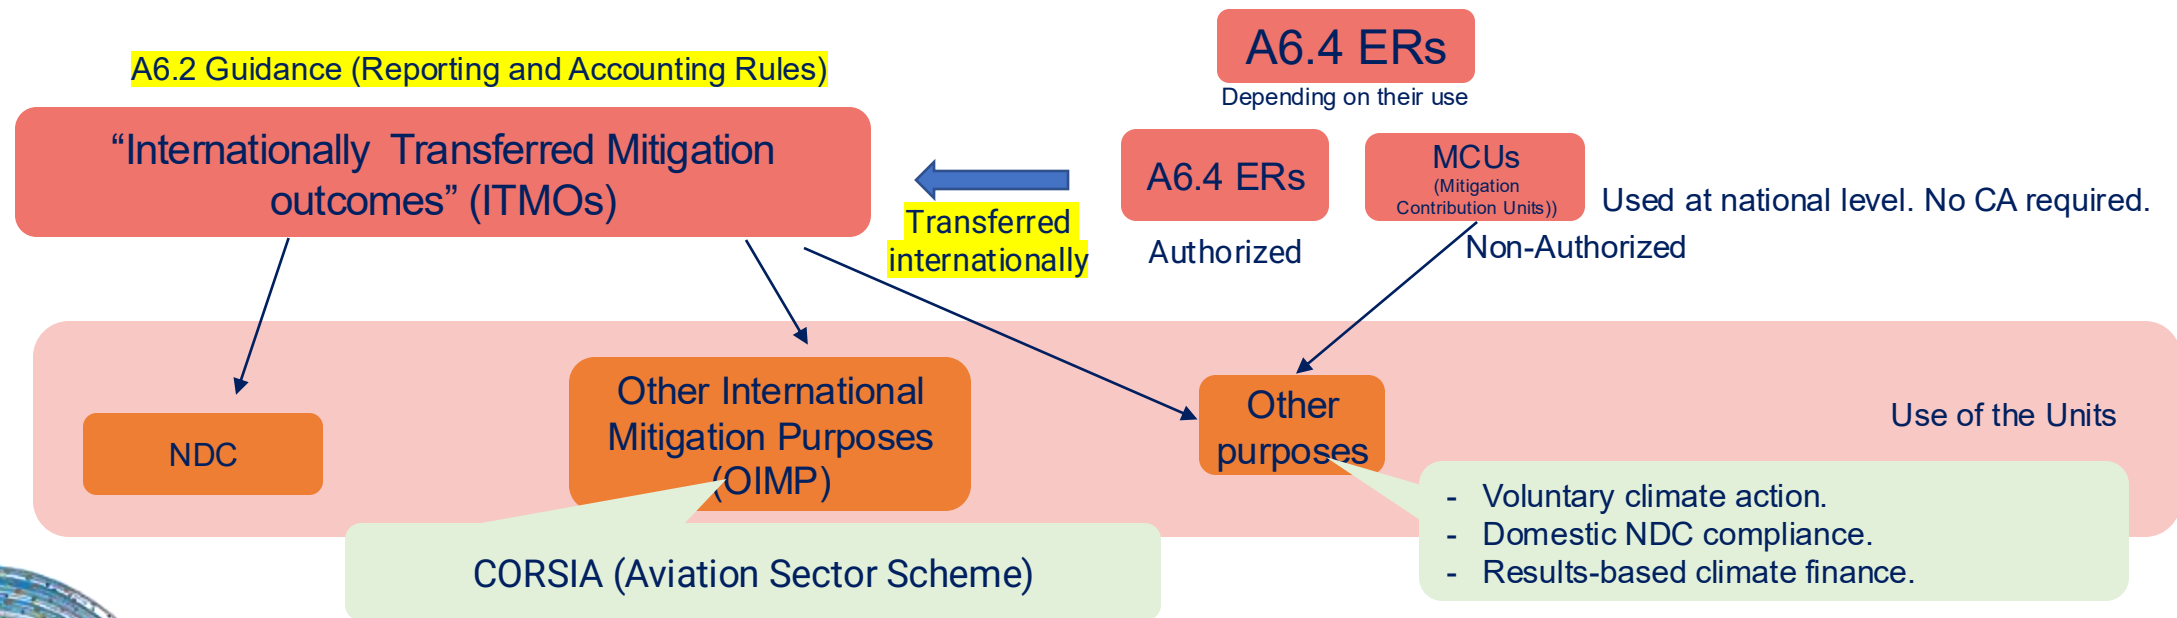 A6.2 Guidance (Reporting and Accounting Rules)
“Internationally Transferred Mitigation
outcomes” (ITMOs)
A6.4 ERs
Depending on their use
A6.4 ERs
Authorized
Transferred
internationally
MCUs
(Mitigation
Contribution Units))
Non-Authorized
Used at national level. No CA required.
NDC
Other International
Mitigation Purposes
(OIMP)
Other
purposes
Use of the Units
CORSIA (Aviation Sector Scheme)
- Voluntary climate action.
- Domestic NDC compliance.
- Results-based climate finance.